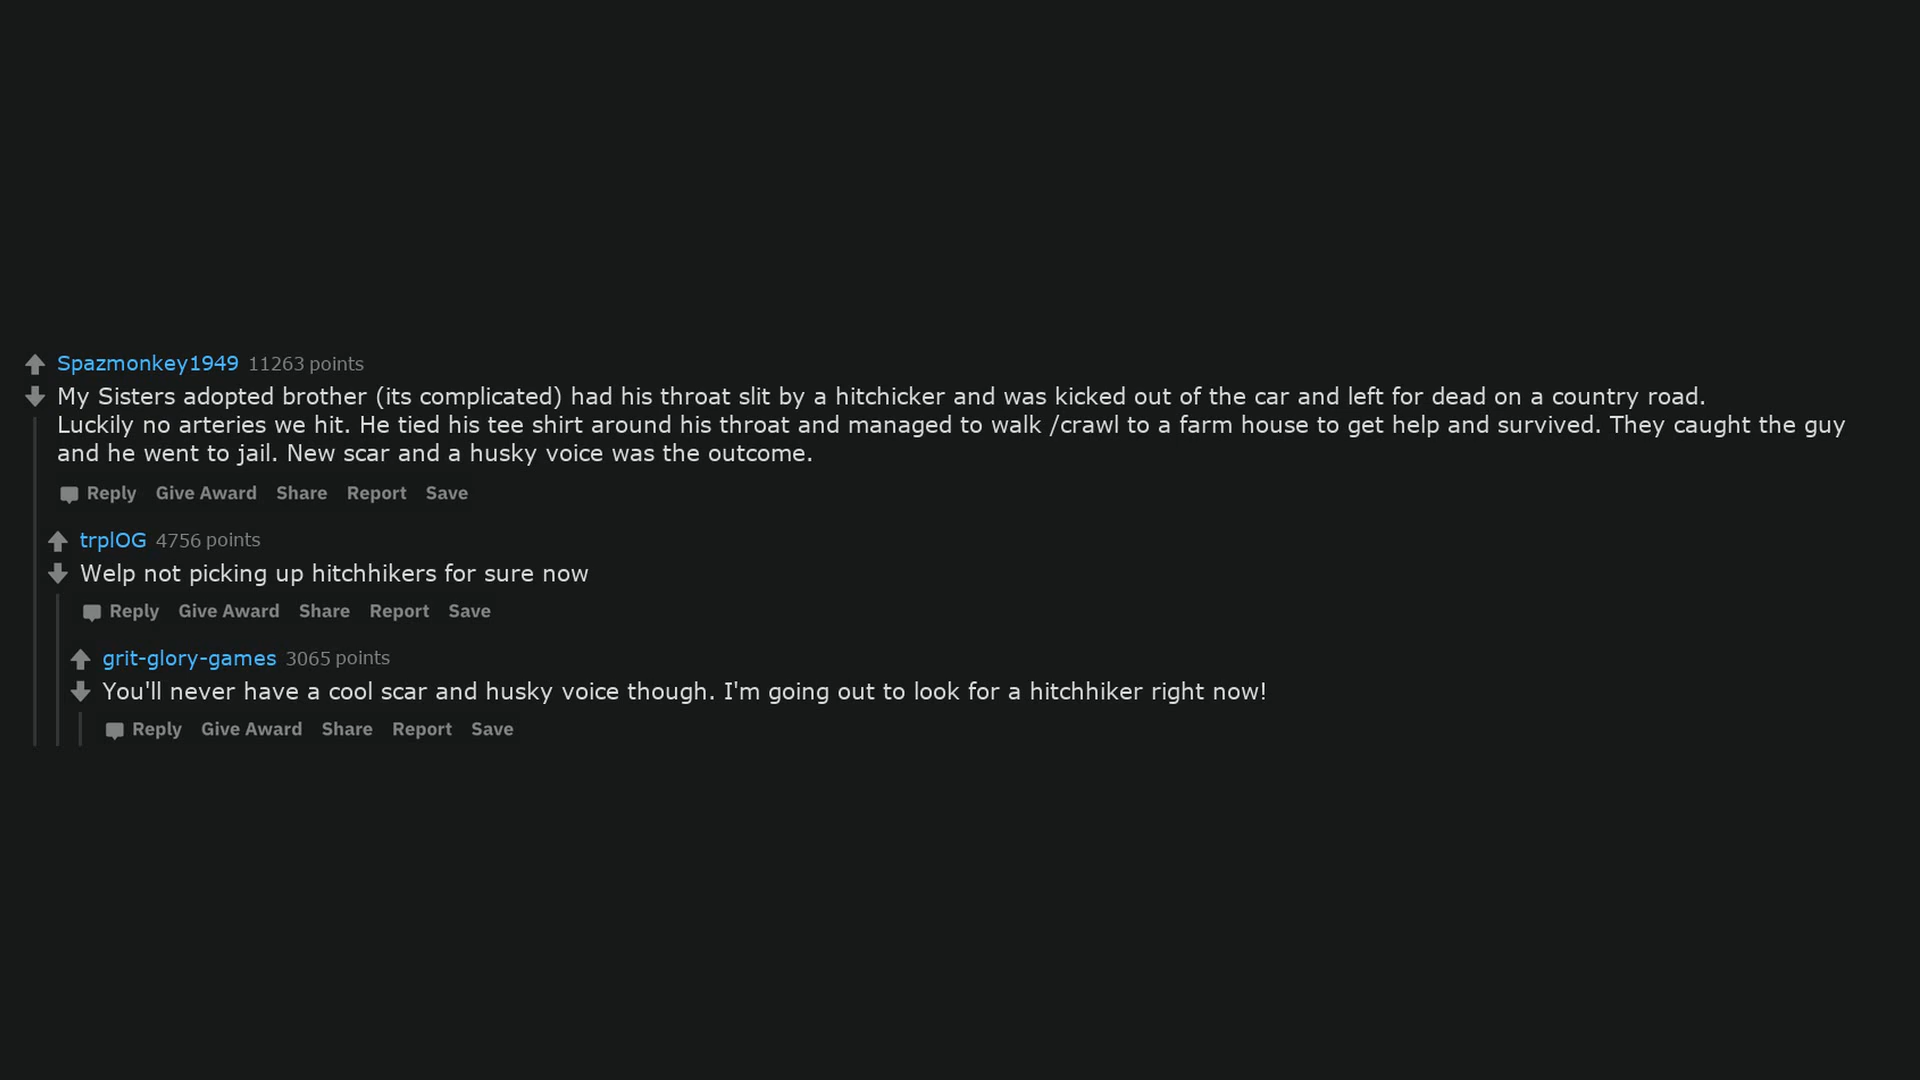 Spazmonkey1949 11263 points
My Sisters adopted brother (its complicated) had his throat slit by a hitchicker and was kicked out of the car and left for dead on a country road.
Luckily no arteries we hit. He tied his tee shirt around his throat and managed to walk /crawl to a farm house to get help and survived. They caught the guy
and he went to jail. New scar and a husky voice was the outcome.
Reply Give Award Share Report Save
trplOG 4756 points
Welp not picking up hitchhikers for sure now
Reply Give Award Share Report Save
grit-glory-games 3065 points
You'll never have a cool scar and husky voice though. I'm going out to look for a hitchhiker right now!
Reply Give Award Share Report Save